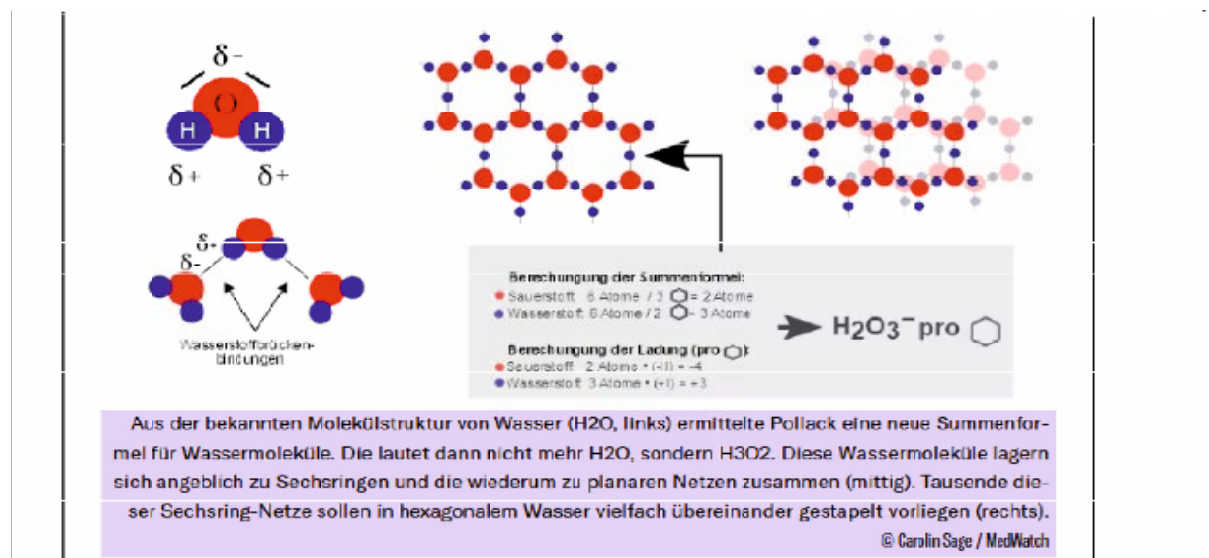 δ−
O
H
H
δ+
δ+
δ+
δ−
Wasserstoffbrücken-
bindungen
Berechungung der Summenformel:
Sauerstoff: 6 Atome / 3 = 2 Atome
Wasserstoff: 6 Atome / 2 = 3 Atome
H2O3− pro
Berechungung der Ladung (pro ):
Sauerstoff: 2 Atome • (-II) = -4
Wasserstoff: 3 Atome • (+I) = +3
Aus der bekannten Molekülstruktur von Wasser (H2O, links) ermittelte Pollack eine neue Summenfor-
mel für Wassermoleküle. Die lautet dann nicht mehr H2O, sondern H3O2. Diese Wassermoleküle lagern
sich angeblich zu Sechsringen und die wiederum zu planaren Netzen zusammen (mittig). Tausende die-
ser Sechsring-Netze sollen in hexagonalem Wasser vielfach übereinander gestapelt vorliegen (rechts).
© Carolin Sage / MedWatch